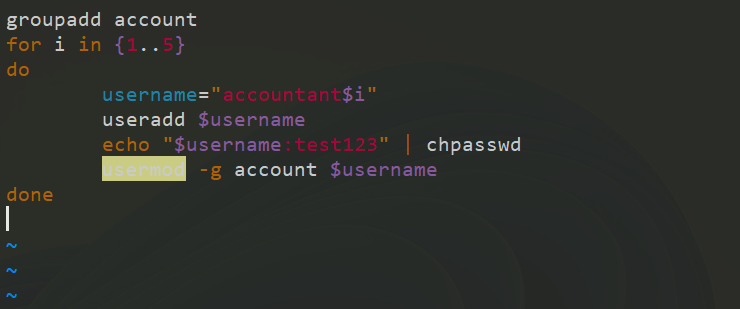 groupadd account
for i in {1..5}
do
        username="accountant$i"
        useradd $username
        echo "$username:test123" | chpasswd
        usermod -g account $username
done
~
~
~